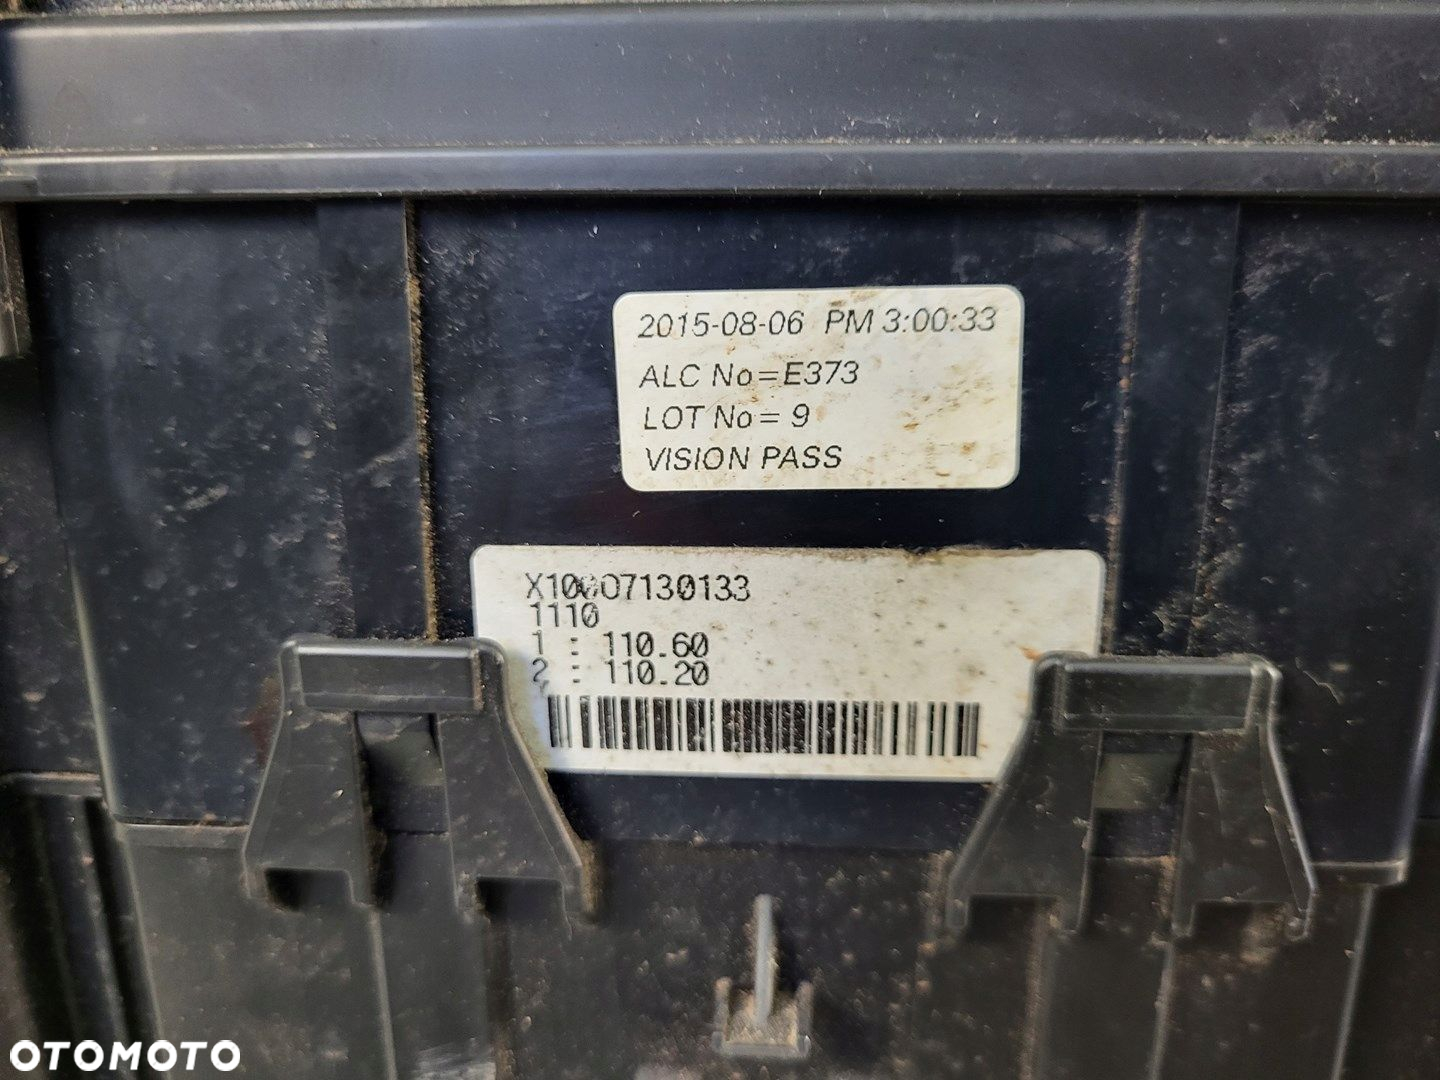 2015-08-06 PM 3:00:33
ALC No=E373
LOT No= 9
VISION PASS
1110
1 : 110.60
2 : 110.20
OTOMOTO